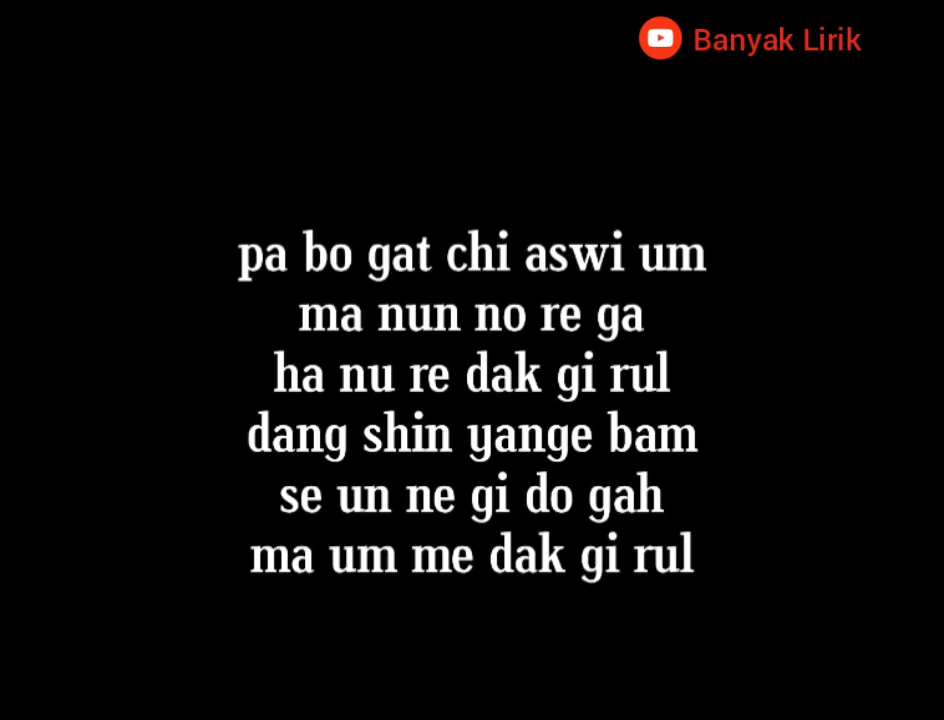 Banyak Lirik
pa bo gat chi aswi um
ma nun no re ga
ha nu re dak gi rul
dang shin yange bam
se un ne gi do gah
ma um me dak gi rul